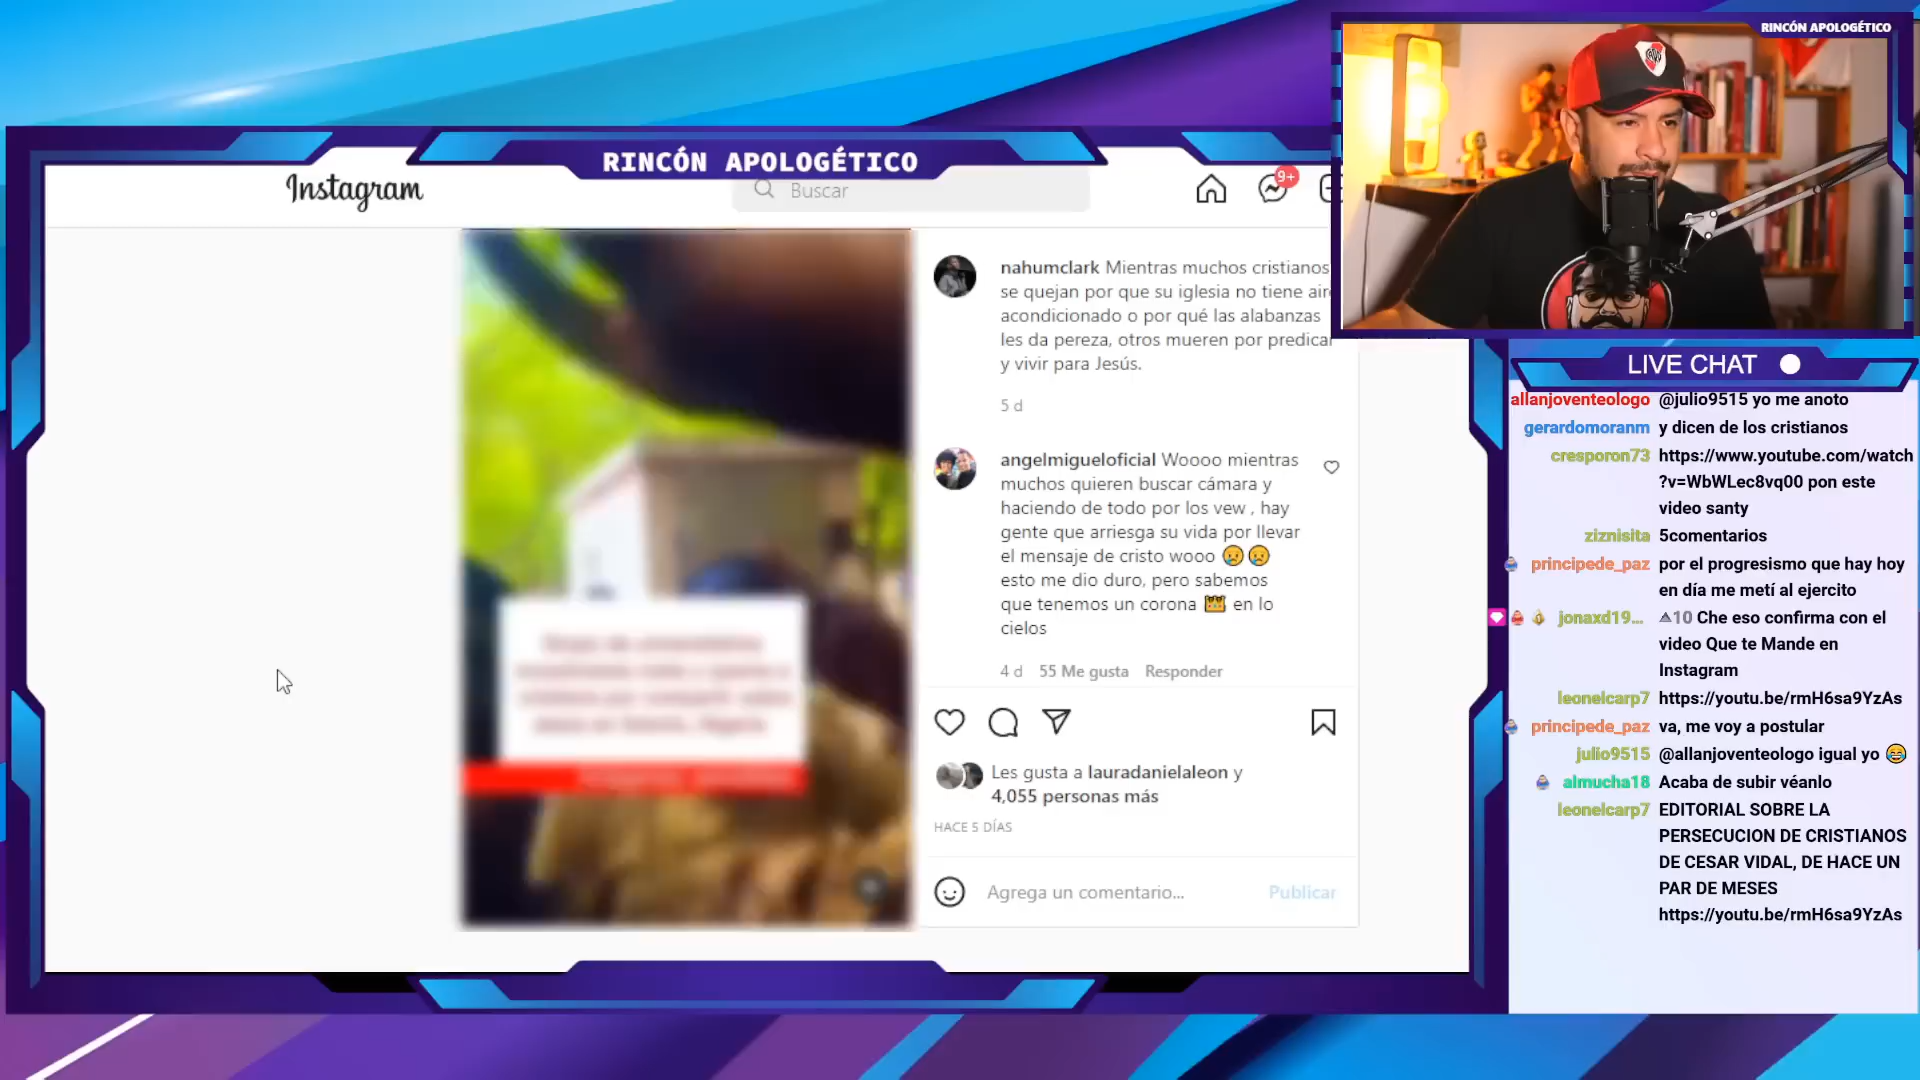 RINCÓN APOLOGÉTICO
RINCÓN APOLOGÉTICO
Instagram
Buscar
9+
nahumclark Mientras muchos cristianos
se quejan por que su iglesia no tiene aire
acondicionado o por qué las alabanzas
les da pereza, otros mueren por predicar
y vivir para Jesús.
5 d
angelmigueloficial Woooo mientras
muchos quieren buscar cámara y
haciendo de todo por los vew , hay
gente que arriesga su vida por llevar
el mensaje de cristo wooo 😥😥
esto me dio duro, pero sabemos
que tenemos un corona 👑 en lo
cielos
4 d 55 Me gusta Responder
Les gusta a lauradanielaleon y
4,055 personas más
HACE 5 DÍAS
Agrega un comentario... Publicar
LIVE CHAT
allanjoventeologo @julio9515 yo me anoto
gerardomoranm y dicen de los cristianos
cresporon73 https://www.youtube.com/watch
?v=WbWLec8vq00 pon este
video santy
ziznisita 5comentarios
principede_paz por el progresismo que hay hoy
en día me metí al ejercito
jonaxd19... 10 Che eso confirma con el
video Que te Mande en
Instagram
leonelcarp7 https://youtu.be/rmH6sa9YzAs
principede_paz va, me voy a postular
julio9515 @allanjoventeologo igual yo 😂
almucha18 Acaba de subir véanlo
leonelcarp7 EDITORIAL SOBRE LA
PERSECUCION DE CRISTIANOS
DE CESAR VIDAL, DE HACE UN
PAR DE MESES
https://youtu.be/rmH6sa9YzAs